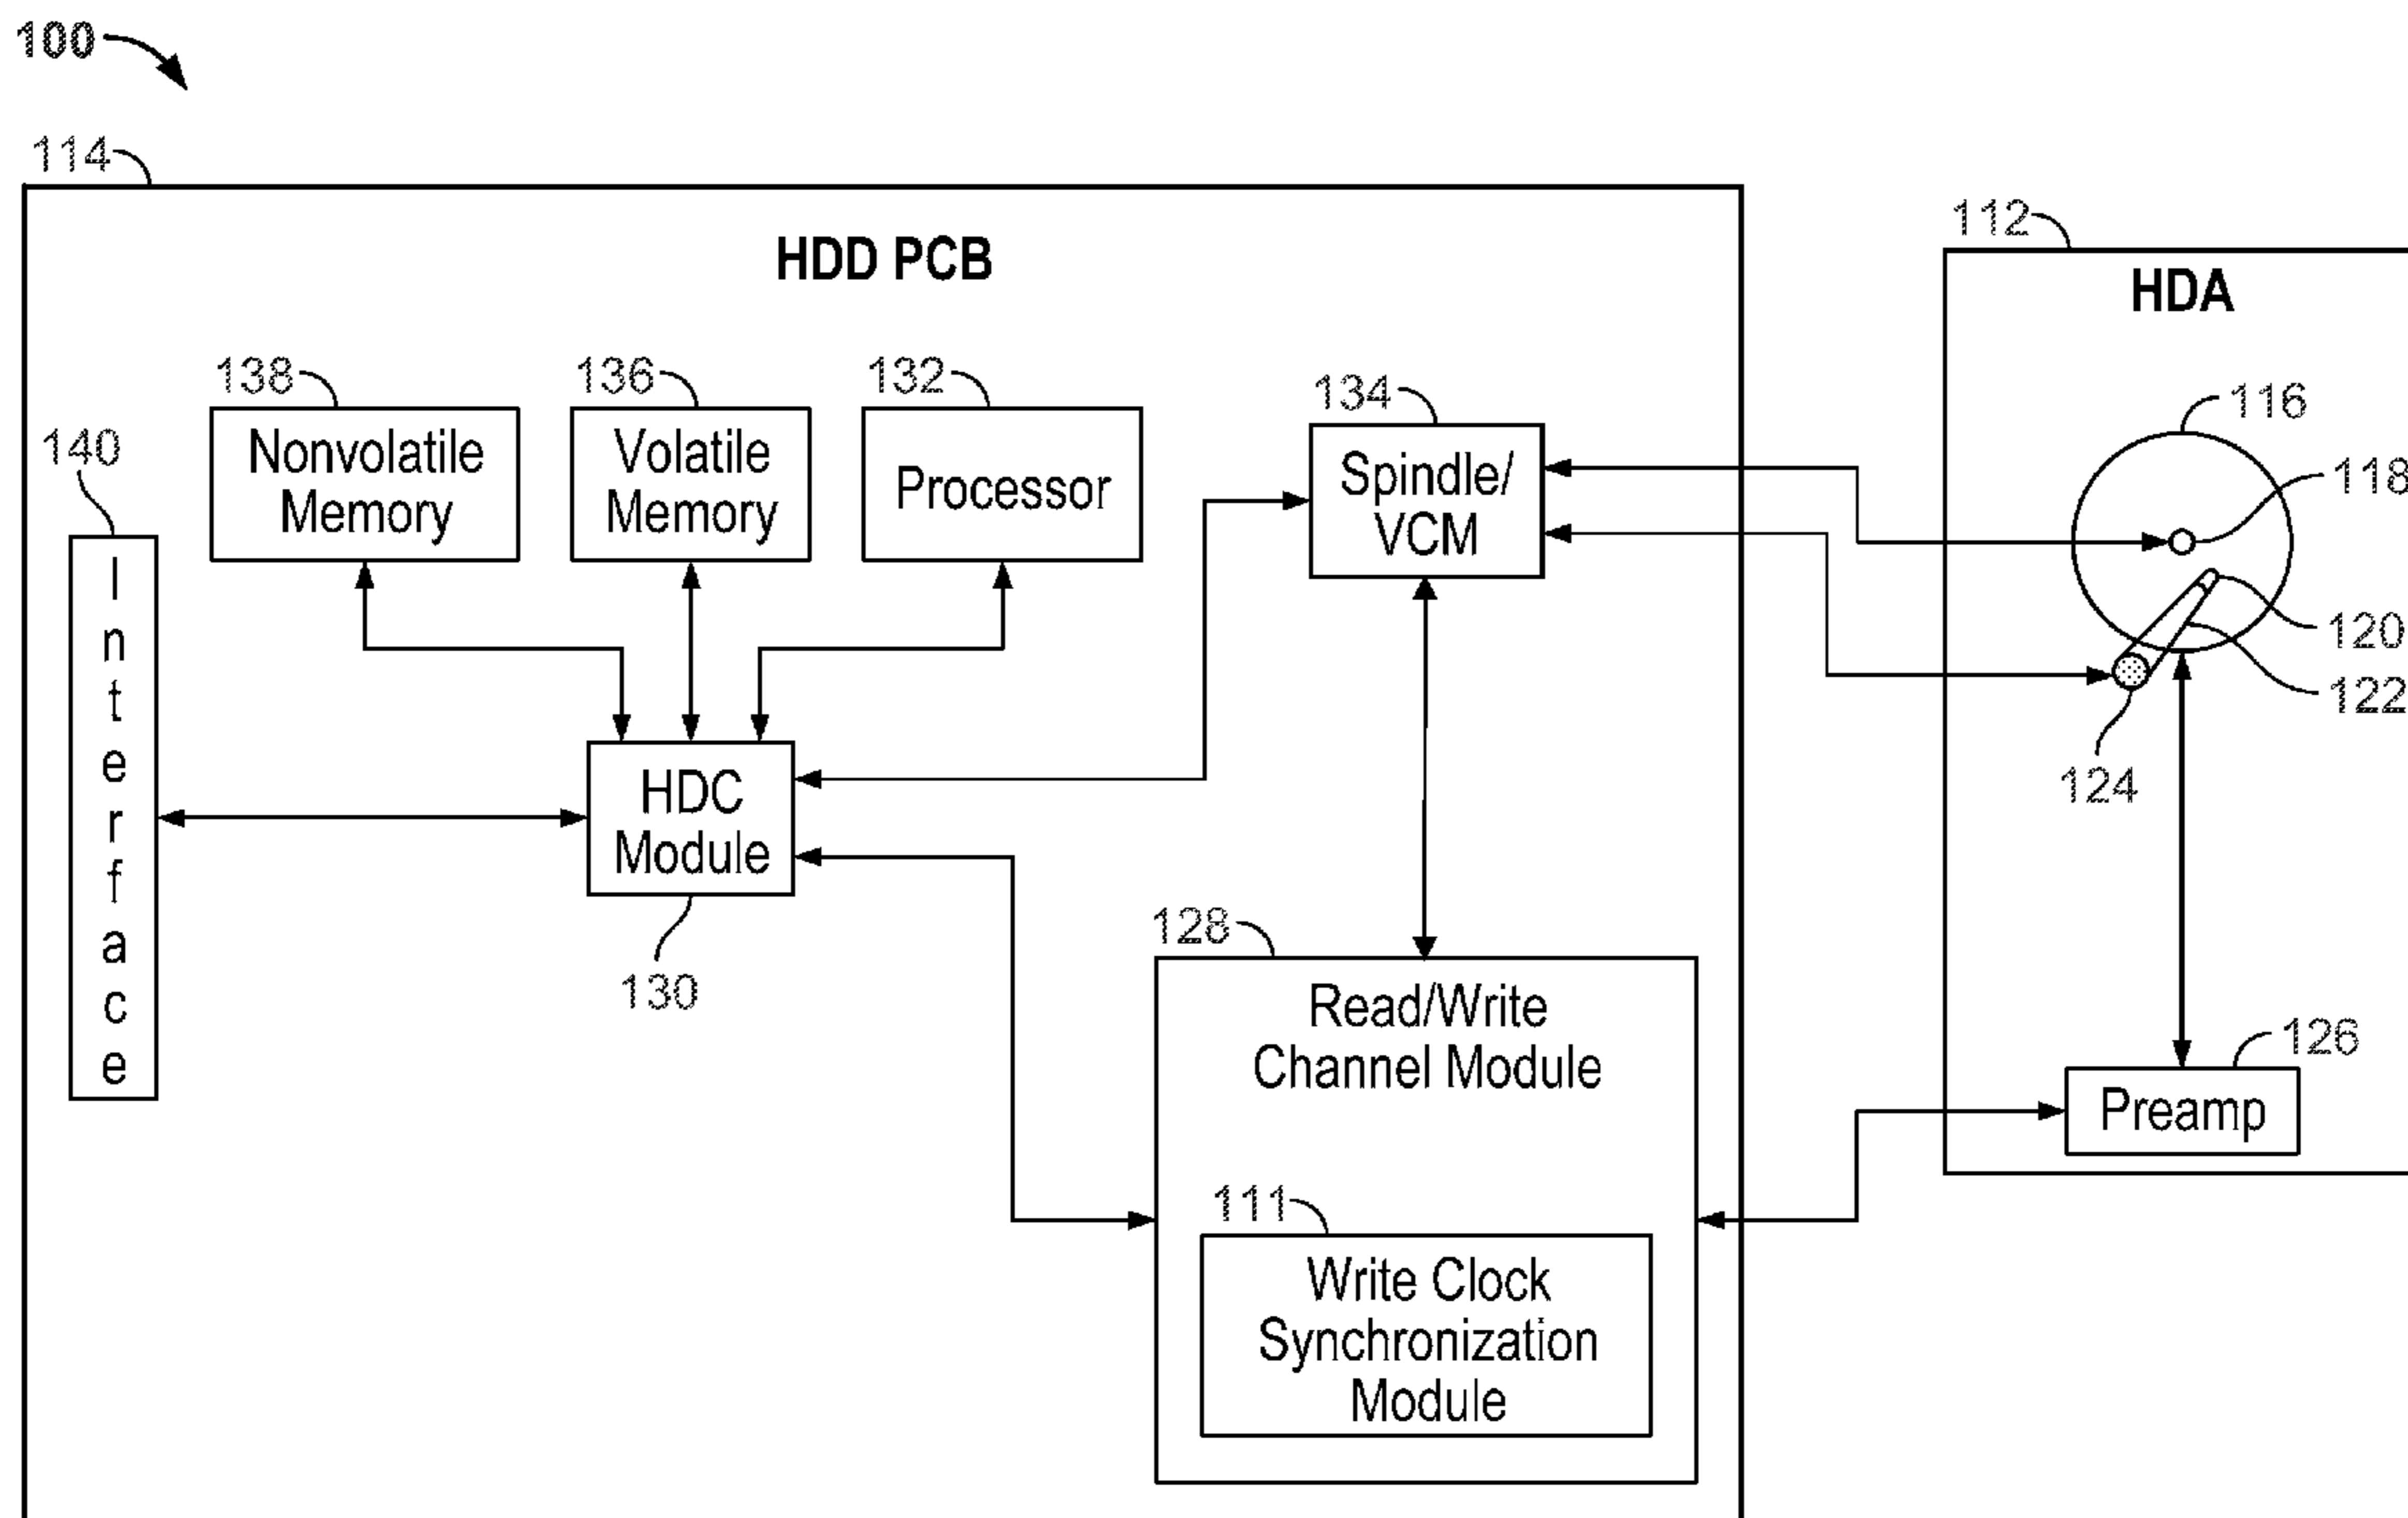 100
114
HDD PCB
112
HDA
138
136
132
134
116
140
Nonvolatile
Memory
Volatile
Memory
Processor
Spindle/
VCM
118
120
122
124
Interface
HDC
Module
130
128
Read/Write
Channel Module
126
Preamp
111
Write Clock
Synchronization
Module